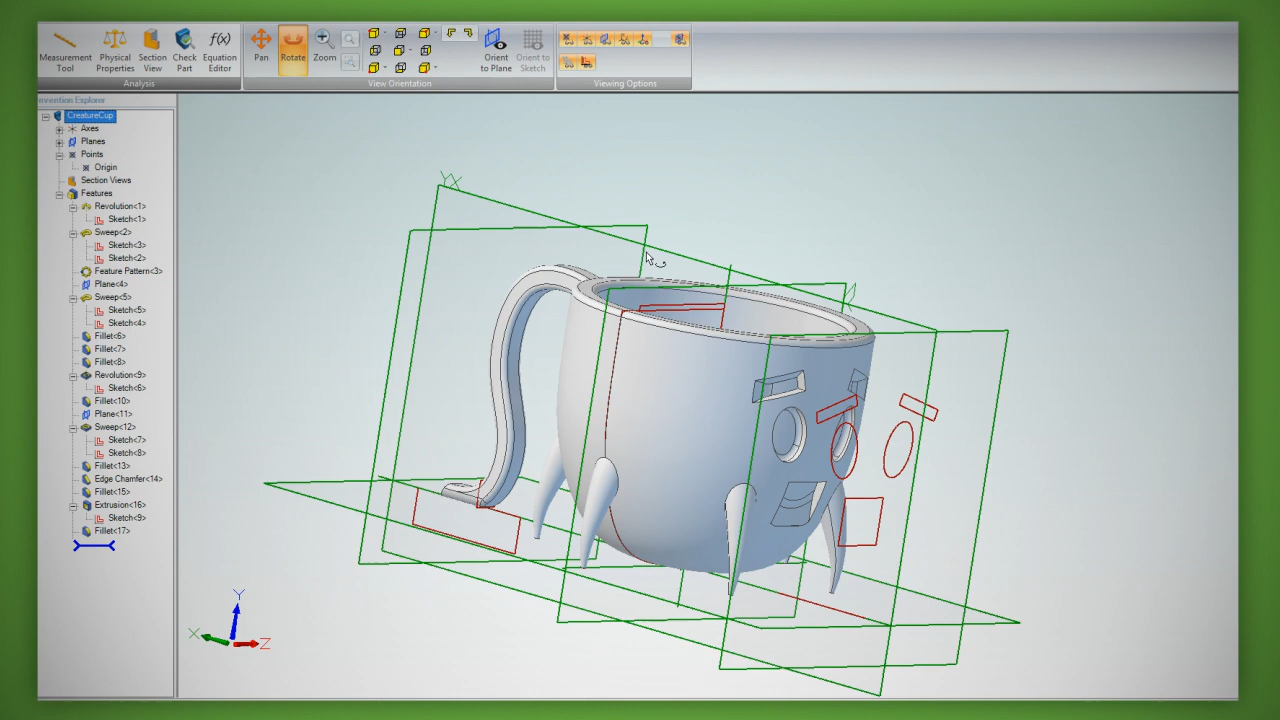 Measurement Tool
Physical Properties
Section View
Check Part
f(x)
Equation Editor
Pan
Rotate
Zoom
Orient to Plane
Orient to Sketch
Analysis
View Orientation
Viewing Options
nvention Explorer
CreatureCup
Axes
Planes
Points
Origin
Section Views
Features
Revolution<1>
Sketch<1>
Sweep<2>
Sketch<3>
Sketch<2>
Feature Pattern<3>
Plane<4>
Sweep<5>
Sketch<5>
Sketch<4>
Fillet<6>
Fillet<7>
Fillet<8>
Revolution<9>
Sketch<6>
Fillet<10>
Plane<11>
Sweep<12>
Sketch<7>
Sketch<8>
Fillet<13>
Edge Chamfer<14>
Fillet<15>
Extrusion<16>
Sketch<9>
Fillet<17>
YX
Y
X
Z